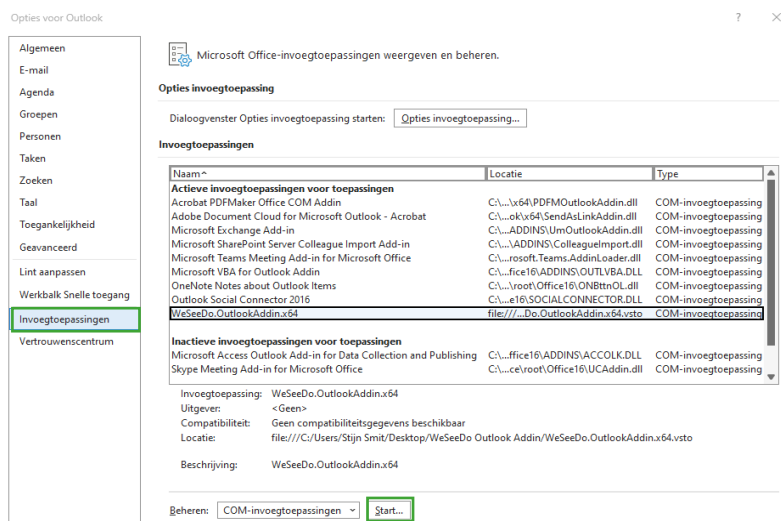 Opties voor Outlook
Algemeen
E-mail
Agenda
Groepen
Personen
Taken
Zoeken
Taal
Toegankelijkheid
Geavanceerd
Lint aanpassen
Werkbalk Snelle toegang
Invoegtoepassingen
Vertrouwenscentrum
Microsoft Office-invoegtoepassingen weergeven en beheren.
Opties invoegtoepassing
Dialoogvenster Opties invoegtoepassing starten: Opties invoegtoepassing...
Invoegtoepassingen
Naam Locatie Type
Actieve invoegtoepassingen voor toepassingen
Acrobat PDFMaker Office COM Addin C:\...\x64\PDFMOutlookAddin.dll COM-invoegtoepassing
Adobe Document Cloud for Microsoft Outlook - Acrobat C:\...ok\x64\SendAsLinkAddin.dll COM-invoegtoepassing
Microsoft Exchange Add-in C:\...ADDINS\UmOutlookAddin.dll COM-invoegtoepassing
Microsoft SharePoint Server Colleague Import Add-in C:\...\ADDINS\ColleagueImport.dll COM-invoegtoepassing
Microsoft Teams Meeting Add-in for Microsoft Office C:\...rosoft.Teams.AddinLoader.dll COM-invoegtoepassing
Microsoft VBA for Outlook Addin C:\...fice16\ADDINS\OUTLVBA.DLL COM-invoegtoepassing
OneNote Notes about Outlook Items C:\...\root\Office16\ONBttnOL.dll COM-invoegtoepassing
Outlook Social Connector 2016 C:\...e16\SOCIALCONNECTOR.DLL COM-invoegtoepassing
WeSeeDo.OutlookAddin.x64 file:///...Do.OutlookAddin.x64.vsto COM-invoegtoepassing
Inactieve invoegtoepassingen voor toepassingen
Microsoft Access Outlook Add-in for Data Collection and Publishing C:\...ffice16\ADDINS\ACCOLK.DLL COM-invoegtoepassing
Skype Meeting Add-in for Microsoft Office C:\...ce\root\Office16\UCAddin.dll COM-invoegtoepassing
Invoegtoepassing: WeSeeDo.OutlookAddin.x64
Uitgever: <Geen>
Compatibiliteit: Geen compatibiliteitsgegevens beschikbaar
Locatie: file:///C:/Users/Stijn Smit/Desktop/WeSeeDo Outlook Addin/WeSeeDo.OutlookAddin.x64.vsto
Beschrijving: WeSeeDo.OutlookAddin.x64
Beheren: COM-invoegtoepassingen Start...